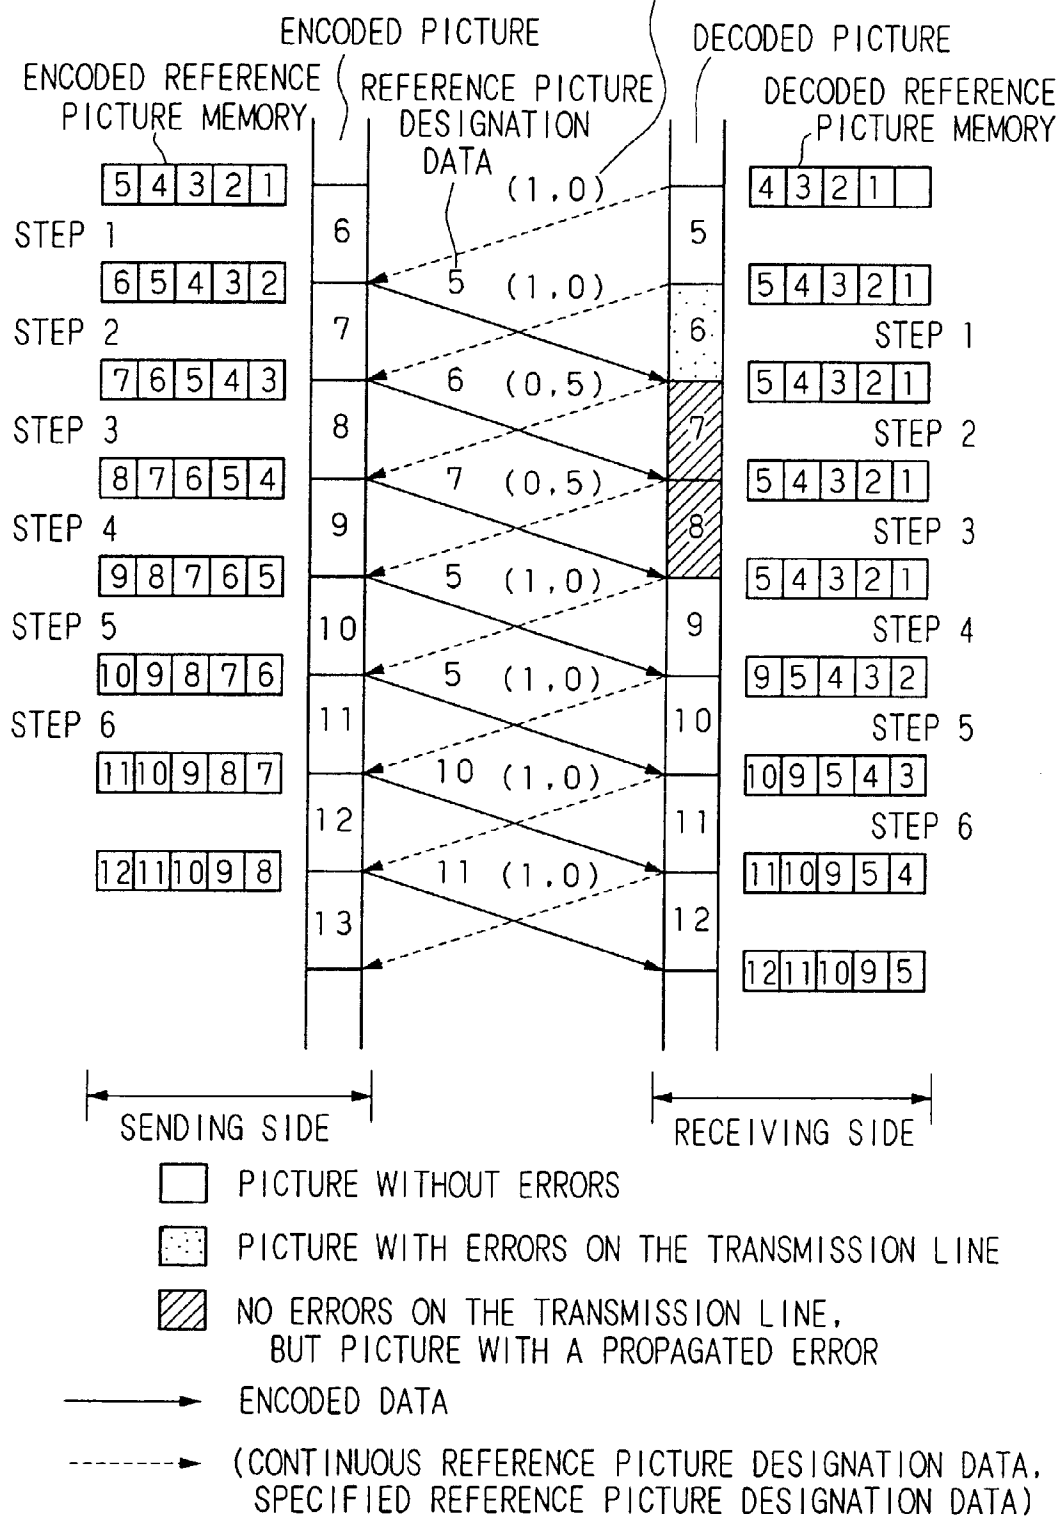 ENCODED PICTURE
DECODED PICTURE
ENCODED REFERENCE
PICTURE MEMORY
REFERENCE PICTURE
DESIGNATION
DATA
DECODED REFERENCE
PICTURE MEMORY
5 4 3 2 1
(1,0)
4 3 2 1
STEP 1
6
5
6 5 4 3 2
5 (1,0)
5 4 3 2 1
STEP 2
7
6
STEP 1
7 6 5 4 3
6 (0,5)
5 4 3 2 1
STEP 3
8
7
STEP 2
8 7 6 5 4
7 (0,5)
5 4 3 2 1
STEP 4
9
8
STEP 3
9 8 7 6 5
5 (1,0)
5 4 3 2 1
STEP 5
10
9
STEP 4
10 9 8 7 6
5 (1,0)
9 5 4 3 2
STEP 6
11
10
STEP 5
11 10 9 8 7
10 (1,0)
10 9 5 4 3
12
11
STEP 6
12 11 10 9 8
11 (1,0)
11 10 9 5 4
13
12
12 11 10 9 5
SENDING SIDE
RECEIVING SIDE
PICTURE WITHOUT ERRORS
PICTURE WITH ERRORS ON THE TRANSMISSION LINE
NO ERRORS ON THE TRANSMISSION LINE,
BUT PICTURE WITH A PROPAGATED ERROR
ENCODED DATA
(CONTINUOUS REFERENCE PICTURE DESIGNATION DATA,
SPECIFIED REFERENCE PICTURE DESIGNATION DATA)